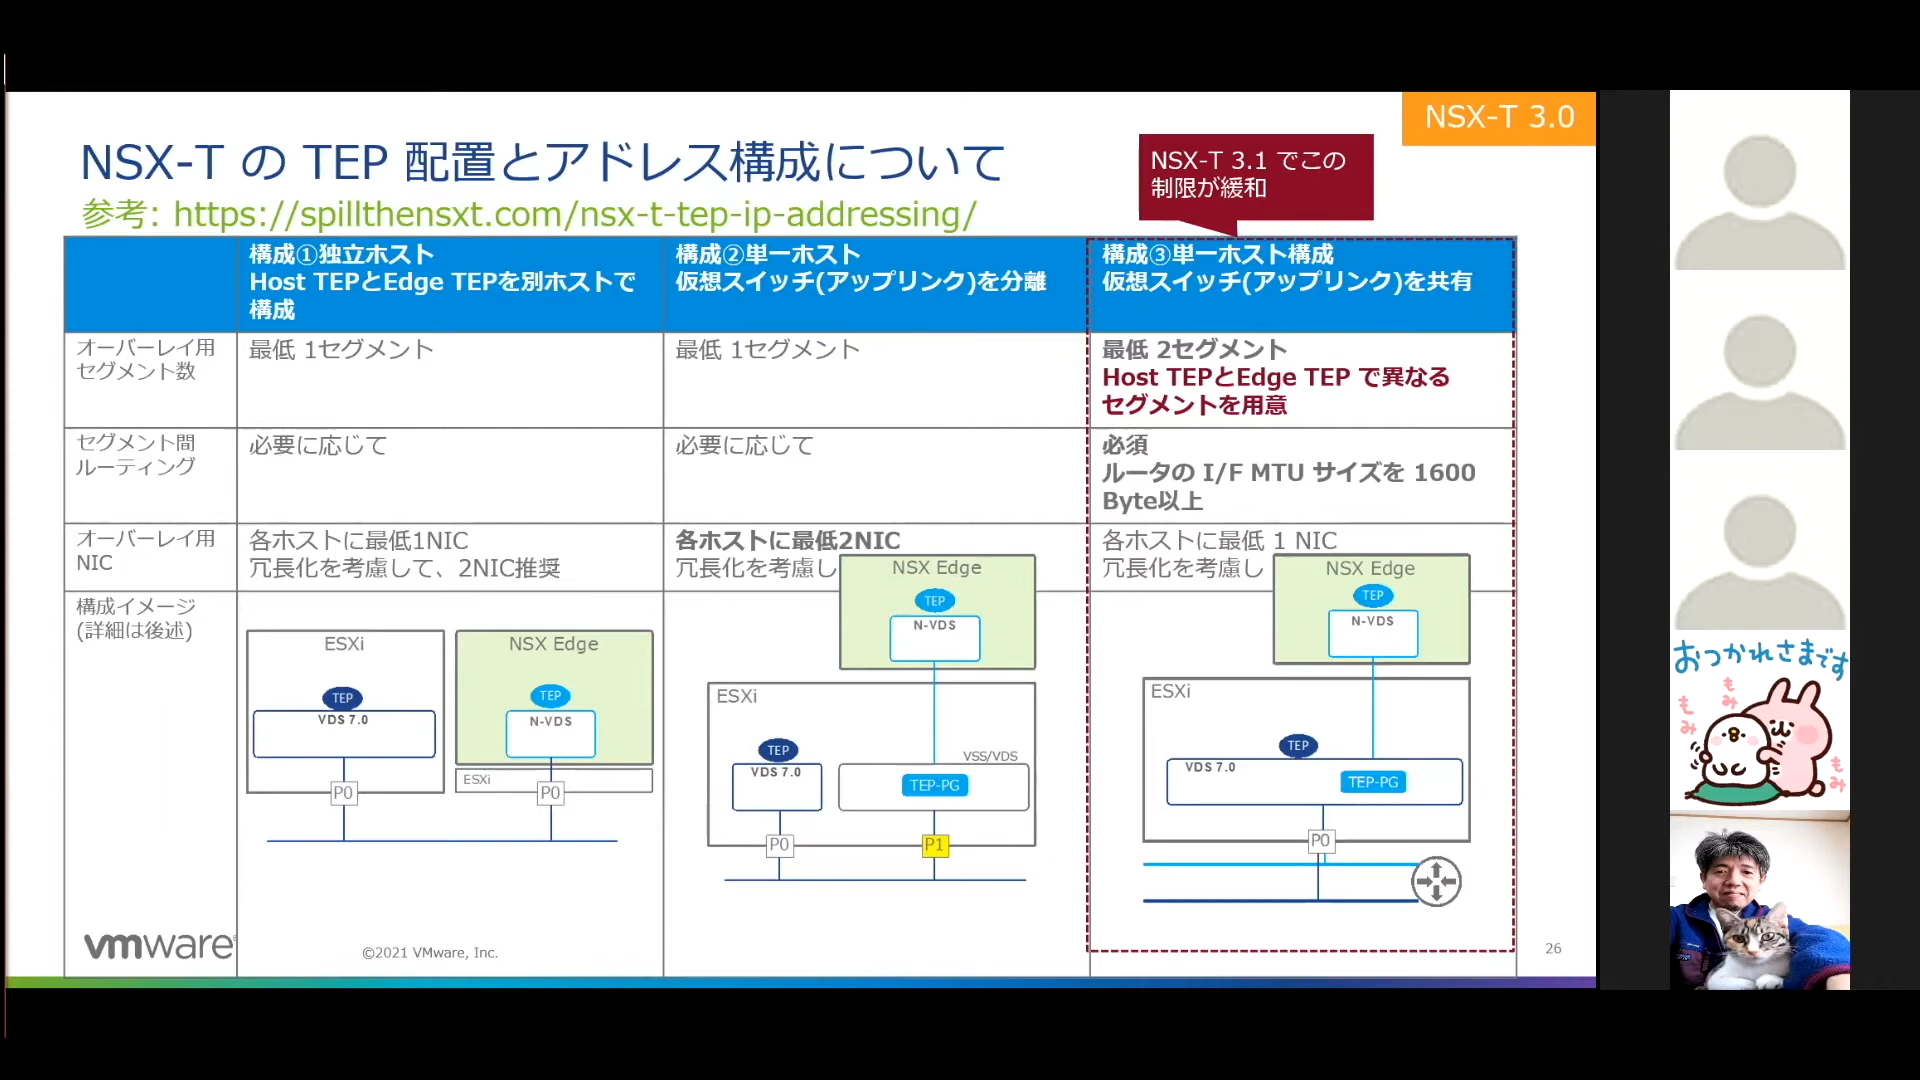 NSX-T 3.0
NSX-T の TEP 配置とアドレス構成について
NSX-T 3.1 でこの
制限が緩和
参考: https://spillthensxt.com/nsx-t-tep-ip-addressing/
構成①独立ホスト
Host TEPとEdge TEPを別ホストで
構成
構成②単一ホスト
仮想スイッチ(アップリンク)を分離
構成③単一ホスト構成
仮想スイッチ(アップリンク)を共有
オーバーレイ用
セグメント数
最低 1セグメント
最低 1セグメント
最低 2セグメント
Host TEPとEdge TEP で異なる
セグメントを用意
セグメント間
ルーティング
必要に応じて
必要に応じて
必須
ルータの I/F MTU サイズを 1600
Byte以上
オーバーレイ用
NIC
各ホストに最低1NIC
冗長化を考慮して、2NIC推奨
各ホストに最低2NIC
冗長化を考慮し
各ホストに最低 1 NIC
冗長化を考慮し
構成イメージ
(詳細は後述)
ESXi
TEP
VDS 7.0
P0
NSX Edge
TEP
N-VDS
ESXi
P0
NSX Edge
TEP
N-VDS
ESXi
TEP
VDS 7.0
VSS/VDS
TEP-PG
P0
P1
NSX Edge
TEP
N-VDS
ESXi
TEP
VDS 7.0
TEP-PG
P0
vmware
©2021 VMware, Inc.
26
おつかれさまです
もみ
もみ
もみ